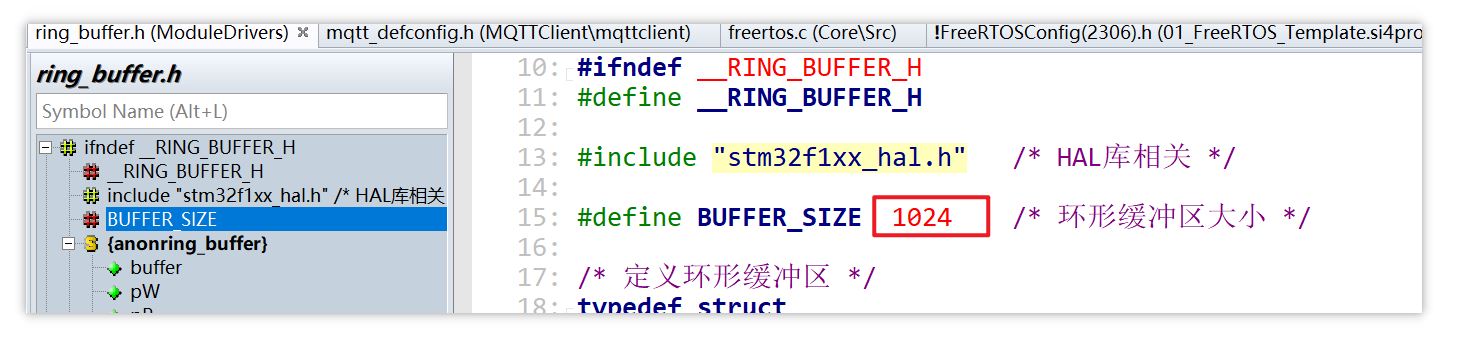 ring_buffer.h (ModuleDrivers) × mqtt_defconfig.h (MQTTClient\mqttclient) freertos.c (Core\Src) !FreeRTOSConfig(2306).h (01_FreeRTOS_Template.si4pro
ring_buffer.h
Symbol Name (Alt+L)
ifndef __RING_BUFFER_H
__RING_BUFFER_H
include "stm32f1xx_hal.h" /* HAL库相关
BUFFER_SIZE
{anonring_buffer}
buffer
pW
10: #ifndef __RING_BUFFER_H
11: #define __RING_BUFFER_H
12:
13: #include "stm32f1xx_hal.h" /* HAL库相关 */
14:
15: #define BUFFER_SIZE 1024 /* 环形缓冲区大小 */
16:
17: /* 定义环形缓冲区 */
18: typedef struct